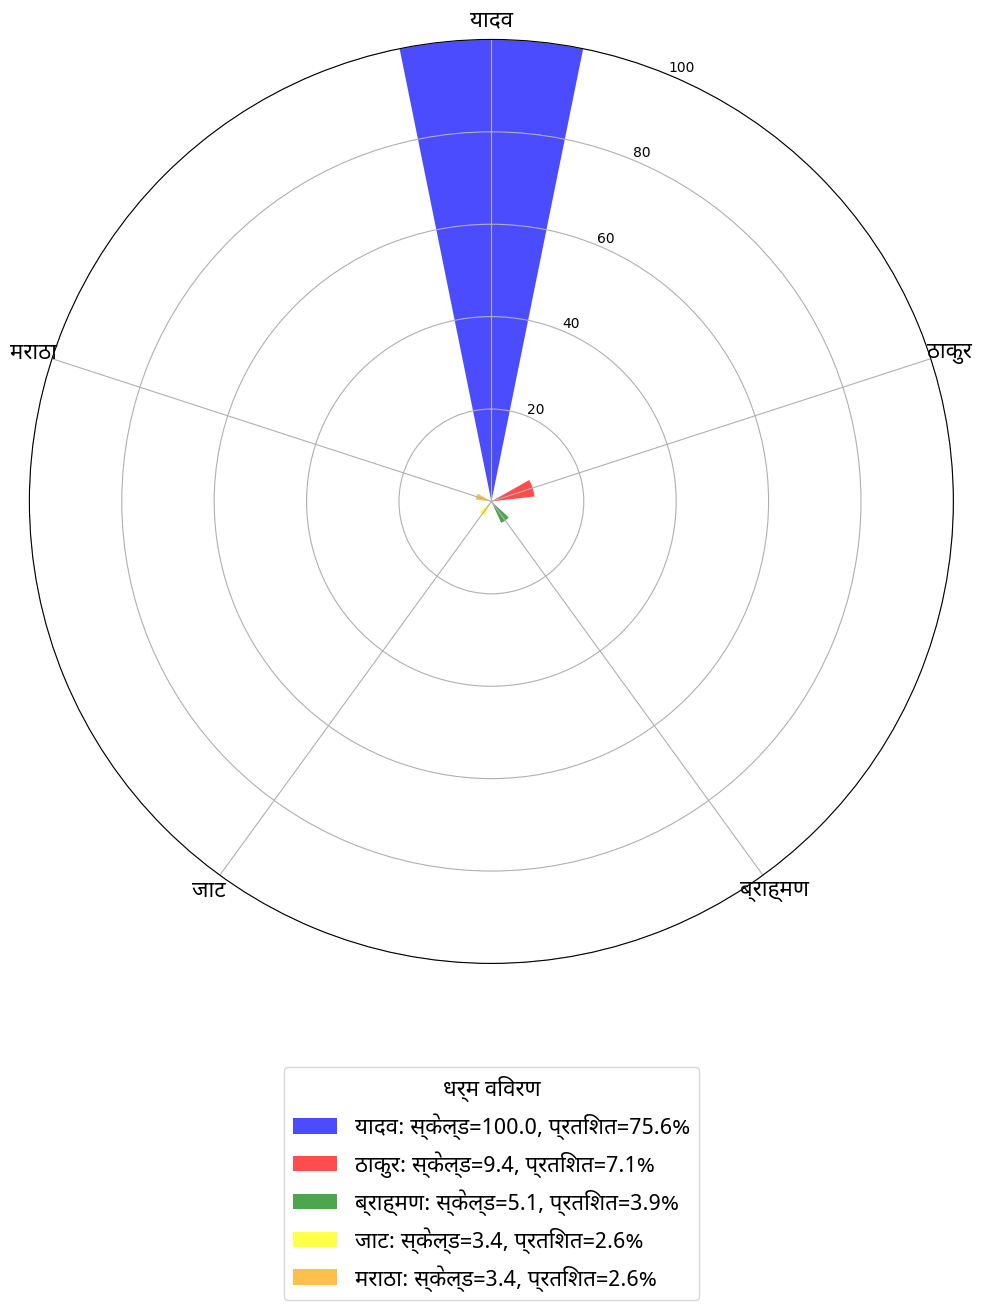 यादव
100
80
60
40
20
मराठा
ठाकुर
जाट
ब्राह्मण
धर्म विवरण
यादव: स्केल्ड=100.0, प्रतिशत=75.6%
ठाकुर: स्केल्ड=9.4, प्रतिशत=7.1%
ब्राह्मण: स्केल्ड=5.1, प्रतिशत=3.9%
जाट: स्केल्ड=3.4, प्रतिशत=2.6%
मराठा: स्केल्ड=3.4, प्रतिशत=2.6%